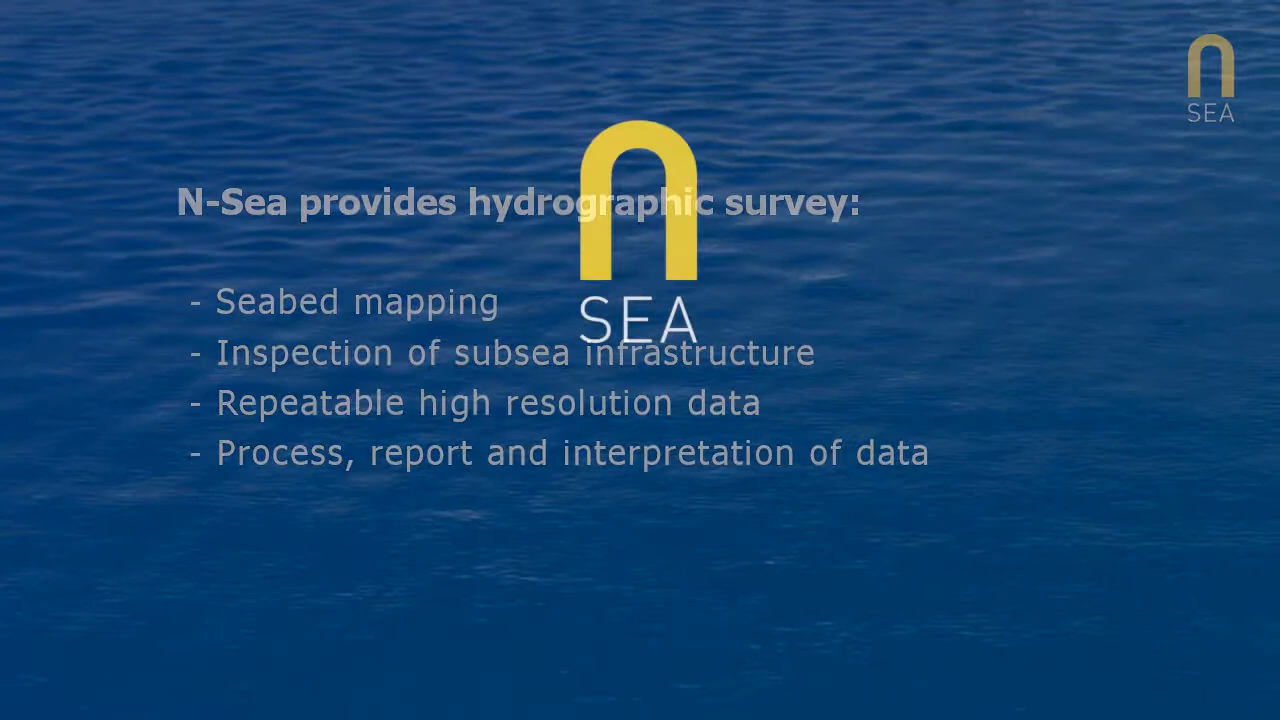 n
SEA
n
SEA
N-Sea provides hydrographic survey:
- Seabed mapping
- Inspection of subsea infrastructure
- Repeatable high resolution data
- Process, report and interpretation of data